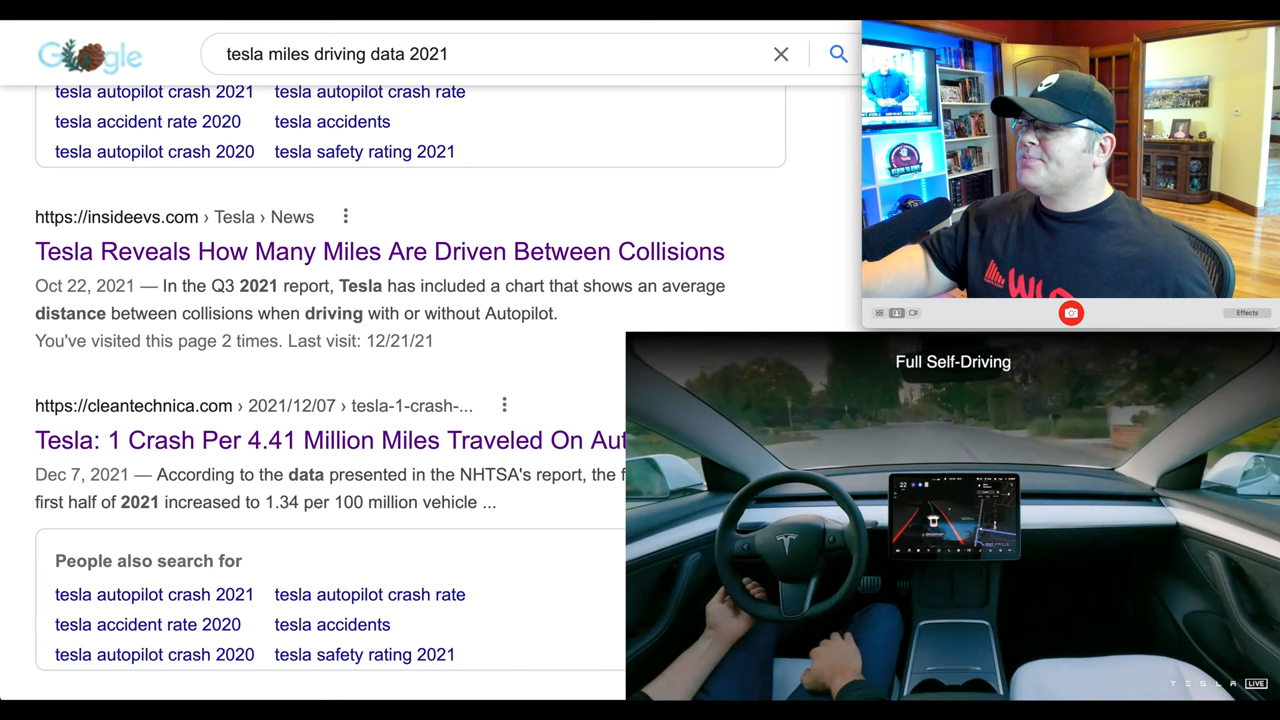 Google
tesla miles driving data 2021
tesla autopilot crash 2021
tesla autopilot crash rate
tesla accident rate 2020
tesla accidents
tesla autopilot crash 2020
tesla safety rating 2021
https://insideevs.com › Tesla › News
Tesla Reveals How Many Miles Are Driven Between Collisions
Oct 22, 2021 — In the Q3 2021 report, Tesla has included a chart that shows an average
distance between collisions when driving with or without Autopilot.
You've visited this page 2 times. Last visit: 12/21/21
https://cleantechnica.com › 2021/12/07 › tesla-1-crash-...
Tesla: 1 Crash Per 4.41 Million Miles Traveled On Aut
Dec 7, 2021 — According to the data presented in the NHTSA's report, the f
first half of 2021 increased to 1.34 per 100 million vehicle ...
People also search for
tesla autopilot crash 2021
tesla autopilot crash rate
tesla accident rate 2020
tesla accidents
tesla autopilot crash 2020
tesla safety rating 2021
Effects
Full Self-Driving
22
TESLA LIVE